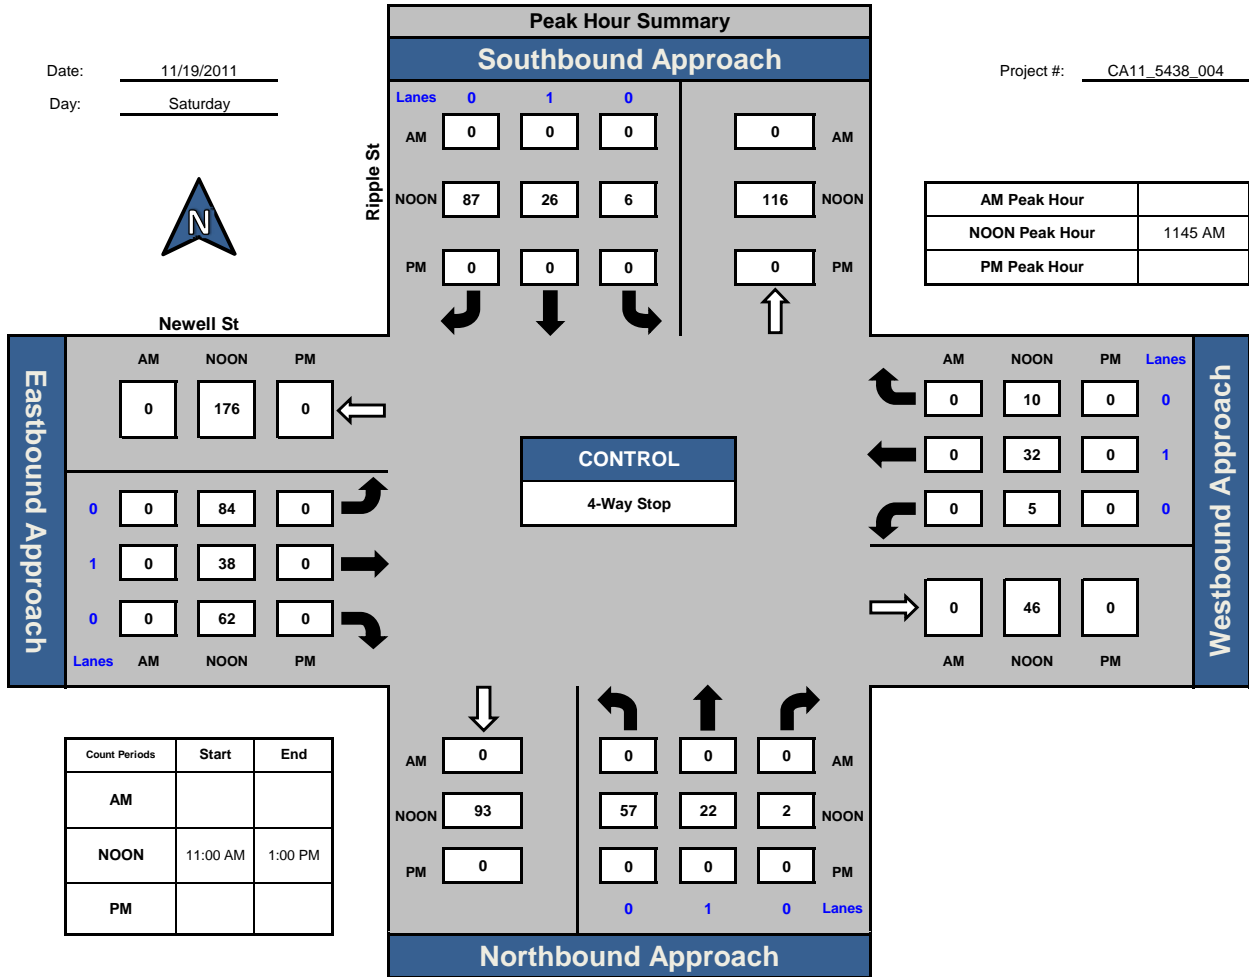 Peak Hour Summary
Southbound Approach
Date: 11/19/2011
Project #: CA11_5438_004
Day: Saturday
Lanes 0 1 0
AM 0 0 0 0 AM
Ripple St
NOON 87 26 6 116 NOON
PM 0 0 0 0 PM
N
AM Peak Hour
NOON Peak Hour 1145 AM
PM Peak Hour
Newell St
Eastbound Approach
AM NOON PM
0 176 0
0 0 84 0
1 0 38 0
0 0 62 0
Lanes AM NOON PM
CONTROL
4-Way Stop
AM NOON PM Lanes
0 10 0 0
0 32 0 1
0 5 0 0
0 46 0
AM NOON PM
Westbound Approach
Count Periods Start End
AM
NOON 11:00 AM 1:00 PM
PM
AM 0 0 0 0 AM
NOON 93 57 22 2 NOON
PM 0 0 0 0 PM
0 1 0 Lanes
Northbound Approach